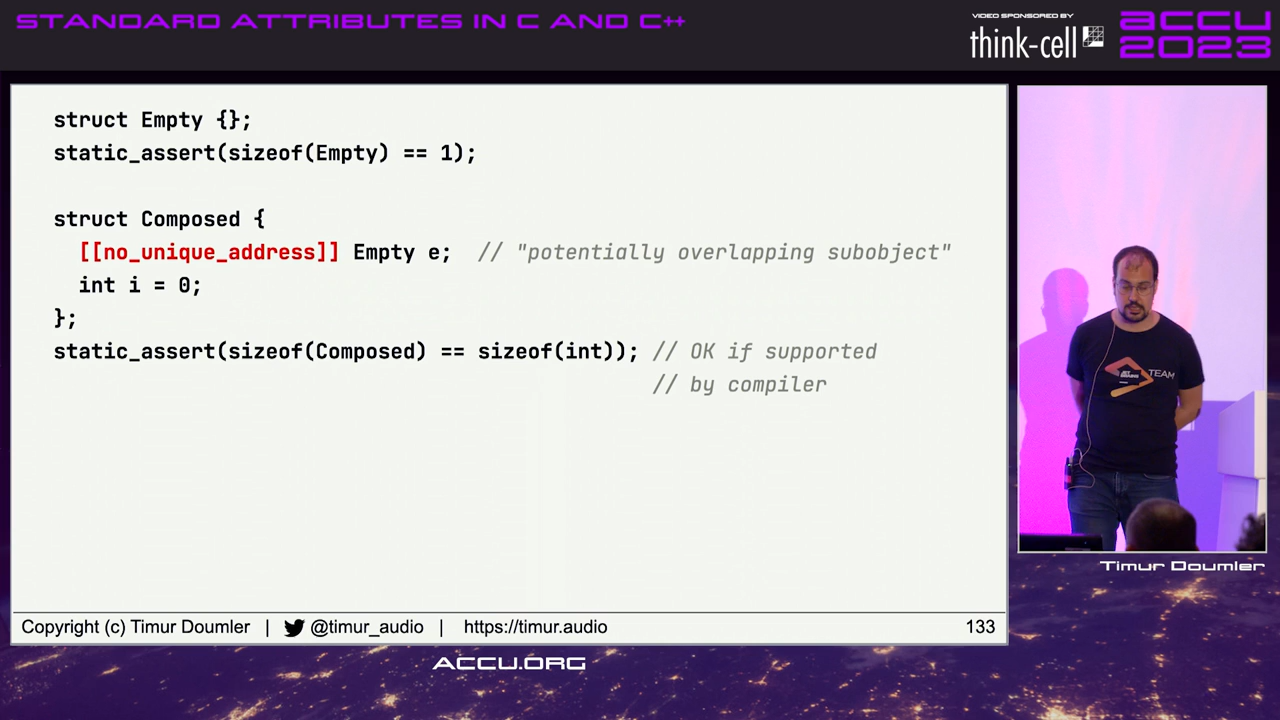 STANDARD ATTRIBUTES IN C AND C++
VIDEO SPONSORED BY
think-cell
accu
2023
struct Empty {};
static_assert(sizeof(Empty) == 1);
struct Composed {
[[no_unique_address]] Empty e; // "potentially overlapping subobject"
int i = 0;
};
static_assert(sizeof(Composed) == sizeof(int)); // OK if supported
// by compiler
TEAM
Timur Doumler
Copyright (c) Timur Doumler | @timur_audio | https://timur.audio
133
ACCU.ORG